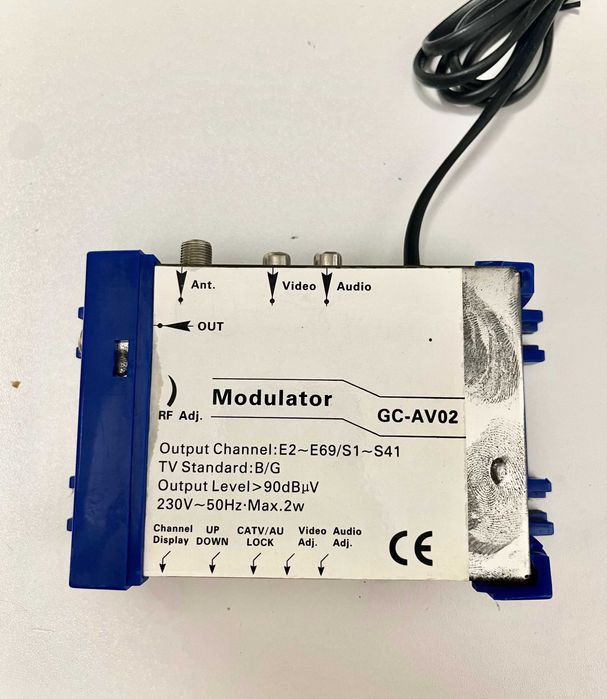 Ant.
Video
Audio
OUT
RF Adj.
Modulator
GC-AV02
Output Channel:E2~E69/S1~S41
TV Standard:B/G
Output Level>90dBμV
230V~50Hz·Max.2w
Channel Display
UP DOWN
CATV/AU LOCK
Video Adj.
Audio Adj.
CE